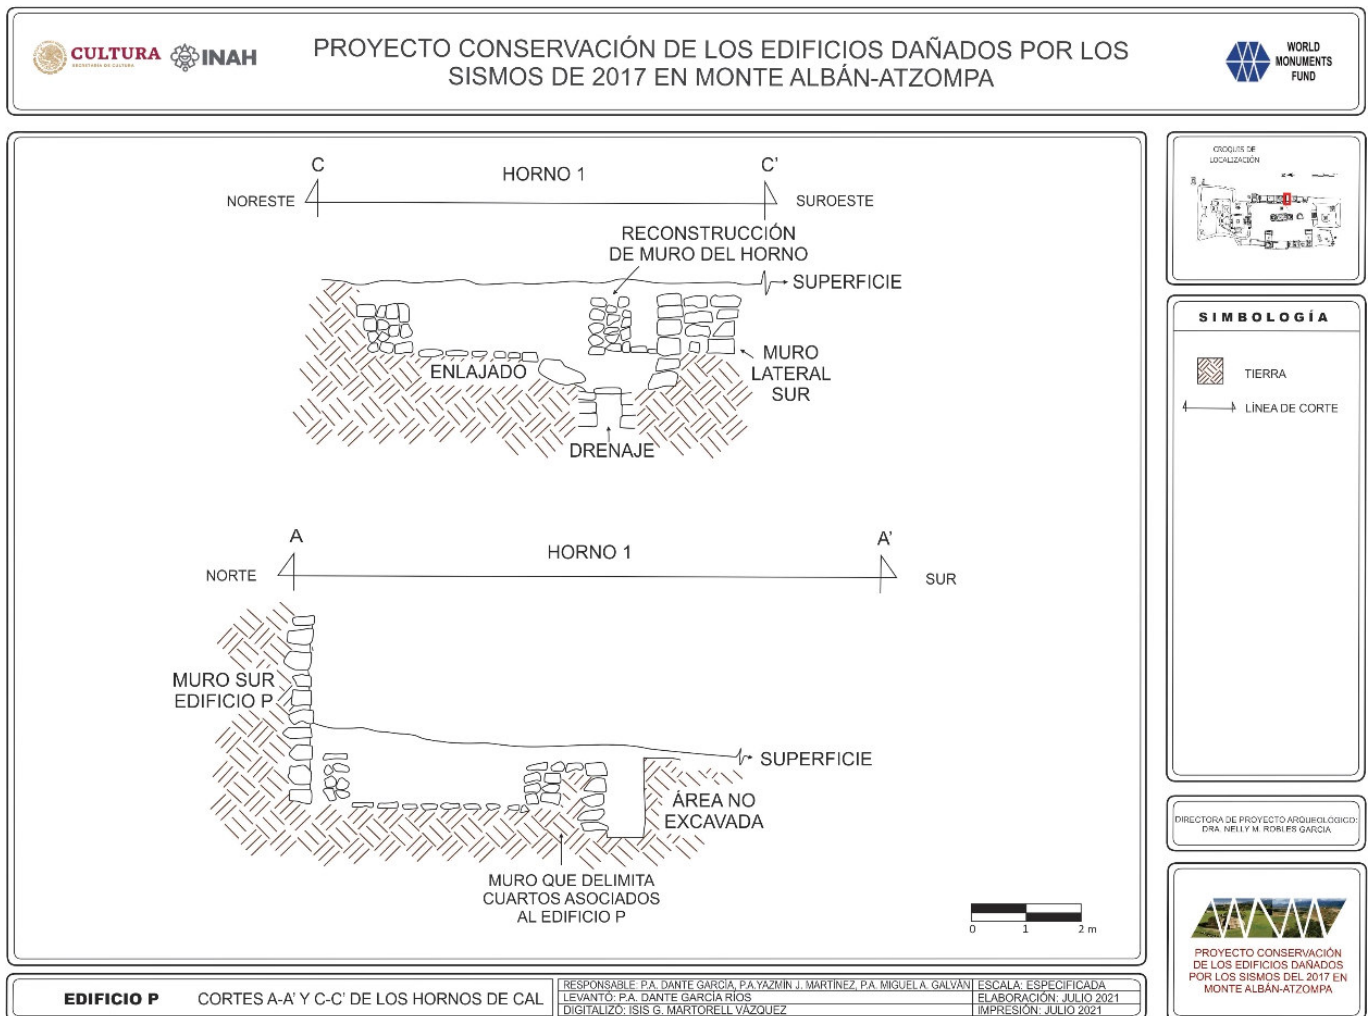 CULTURA
SECRETARÍA DE CULTURA
INAH
PROYECTO CONSERVACIÓN DE LOS EDIFICIOS DAÑADOS POR LOS
SISMOS DE 2017 EN MONTE ALBÁN-ATZOMPA
WORLD
MONUMENTS
FUND
C
HORNO 1
C'
NORESTE
SUROESTE
RECONSTRUCCIÓN
DE MURO DEL HORNO
SUPERFICIE
ENLAJADO
MURO
LATERAL
SUR
DRENAJE
A
HORNO 1
A'
NORTE
SUR
MURO SUR
EDIFICIO P
SUPERFICIE
ÁREA NO
EXCAVADA
MURO QUE DELIMITA
CUARTOS ASOCIADOS
AL EDIFICIO P
0 1 2 m
CROQUIS DE
LOCALIZACIÓN
SIMBOLOGÍA
TIERRA
LÍNEA DE CORTE
DIRECTORA DE PROYECTO ARQUEOLÓGICO:
DRA. NELLY M. ROBLES GARCÍA
PROYECTO CONSERVACIÓN
DE LOS EDIFICIOS DAÑADOS
POR LOS SISMOS DEL 2017 EN
MONTE ALBÁN-ATZOMPA
EDIFICIO P
CORTES A-A' Y C-C' DE LOS HORNOS DE CAL
RESPONSABLE: P.A. DANTE GARCÍA, P.A.YAZMÍN J. MARTÍNEZ, P.A. MIGUEL A. GALVÁN
LEVANTÓ: P.A. DANTE GARCÍA RÍOS
DIGITALIZÓ: ISIS G. MARTORELL VÁZQUEZ
ESCALA: ESPECIFICADA
ELABORACIÓN: JULIO 2021
IMPRESIÓN: JULIO 2021